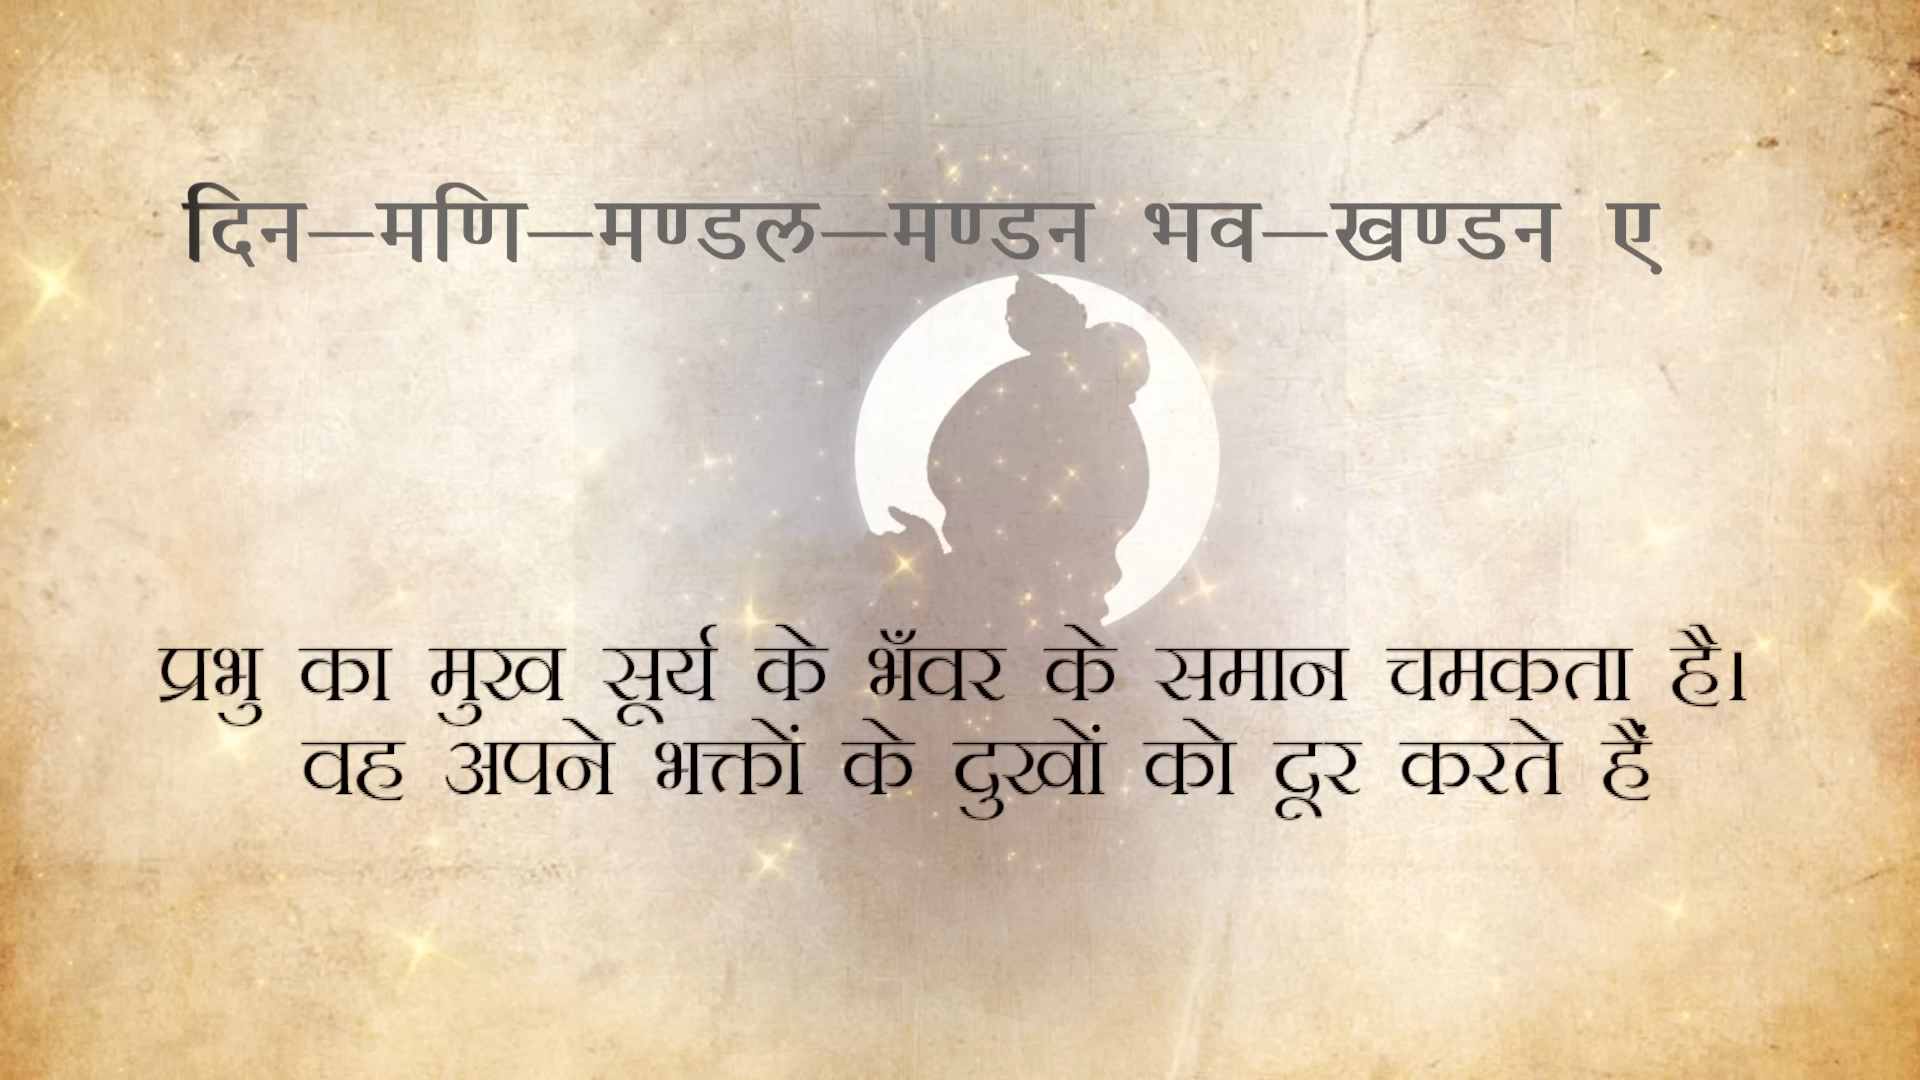 दिन–मणि–मण्डल–मण्डन भव–खण्डन ए
प्रभु का मुख सूर्य के भँवर के समान चमकता है।
वह अपने भक्तों के दुखों को दूर करते हैं